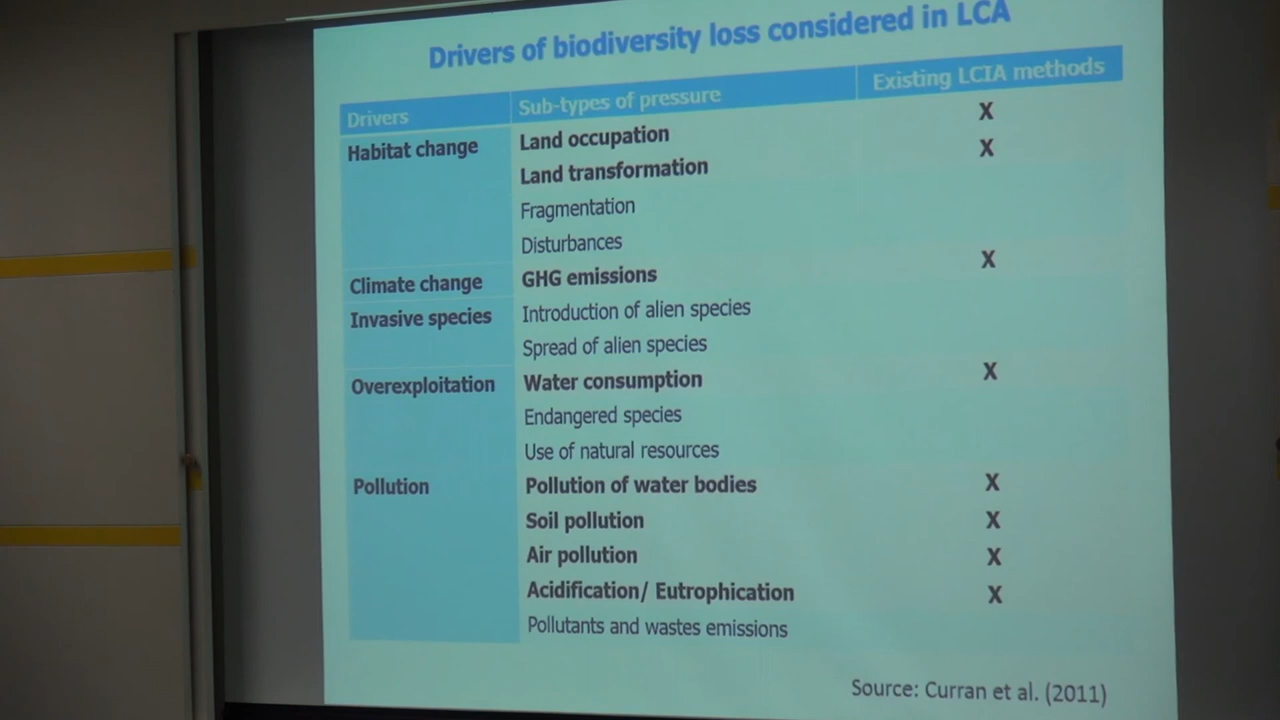 Drivers of biodiversity loss considered in LCA
Drivers Sub-types of pressure Existing LCIA methods
Habitat change Land occupation X
Land transformation X
Fragmentation
Disturbances
Climate change GHG emissions X
Invasive species Introduction of alien species
Spread of alien species
Overexploitation Water consumption X
Endangered species
Use of natural resources
Pollution Pollution of water bodies X
Soil pollution X
Air pollution X
Acidification/ Eutrophication X
Pollutants and wastes emissions
Source: Curran et al. (2011)